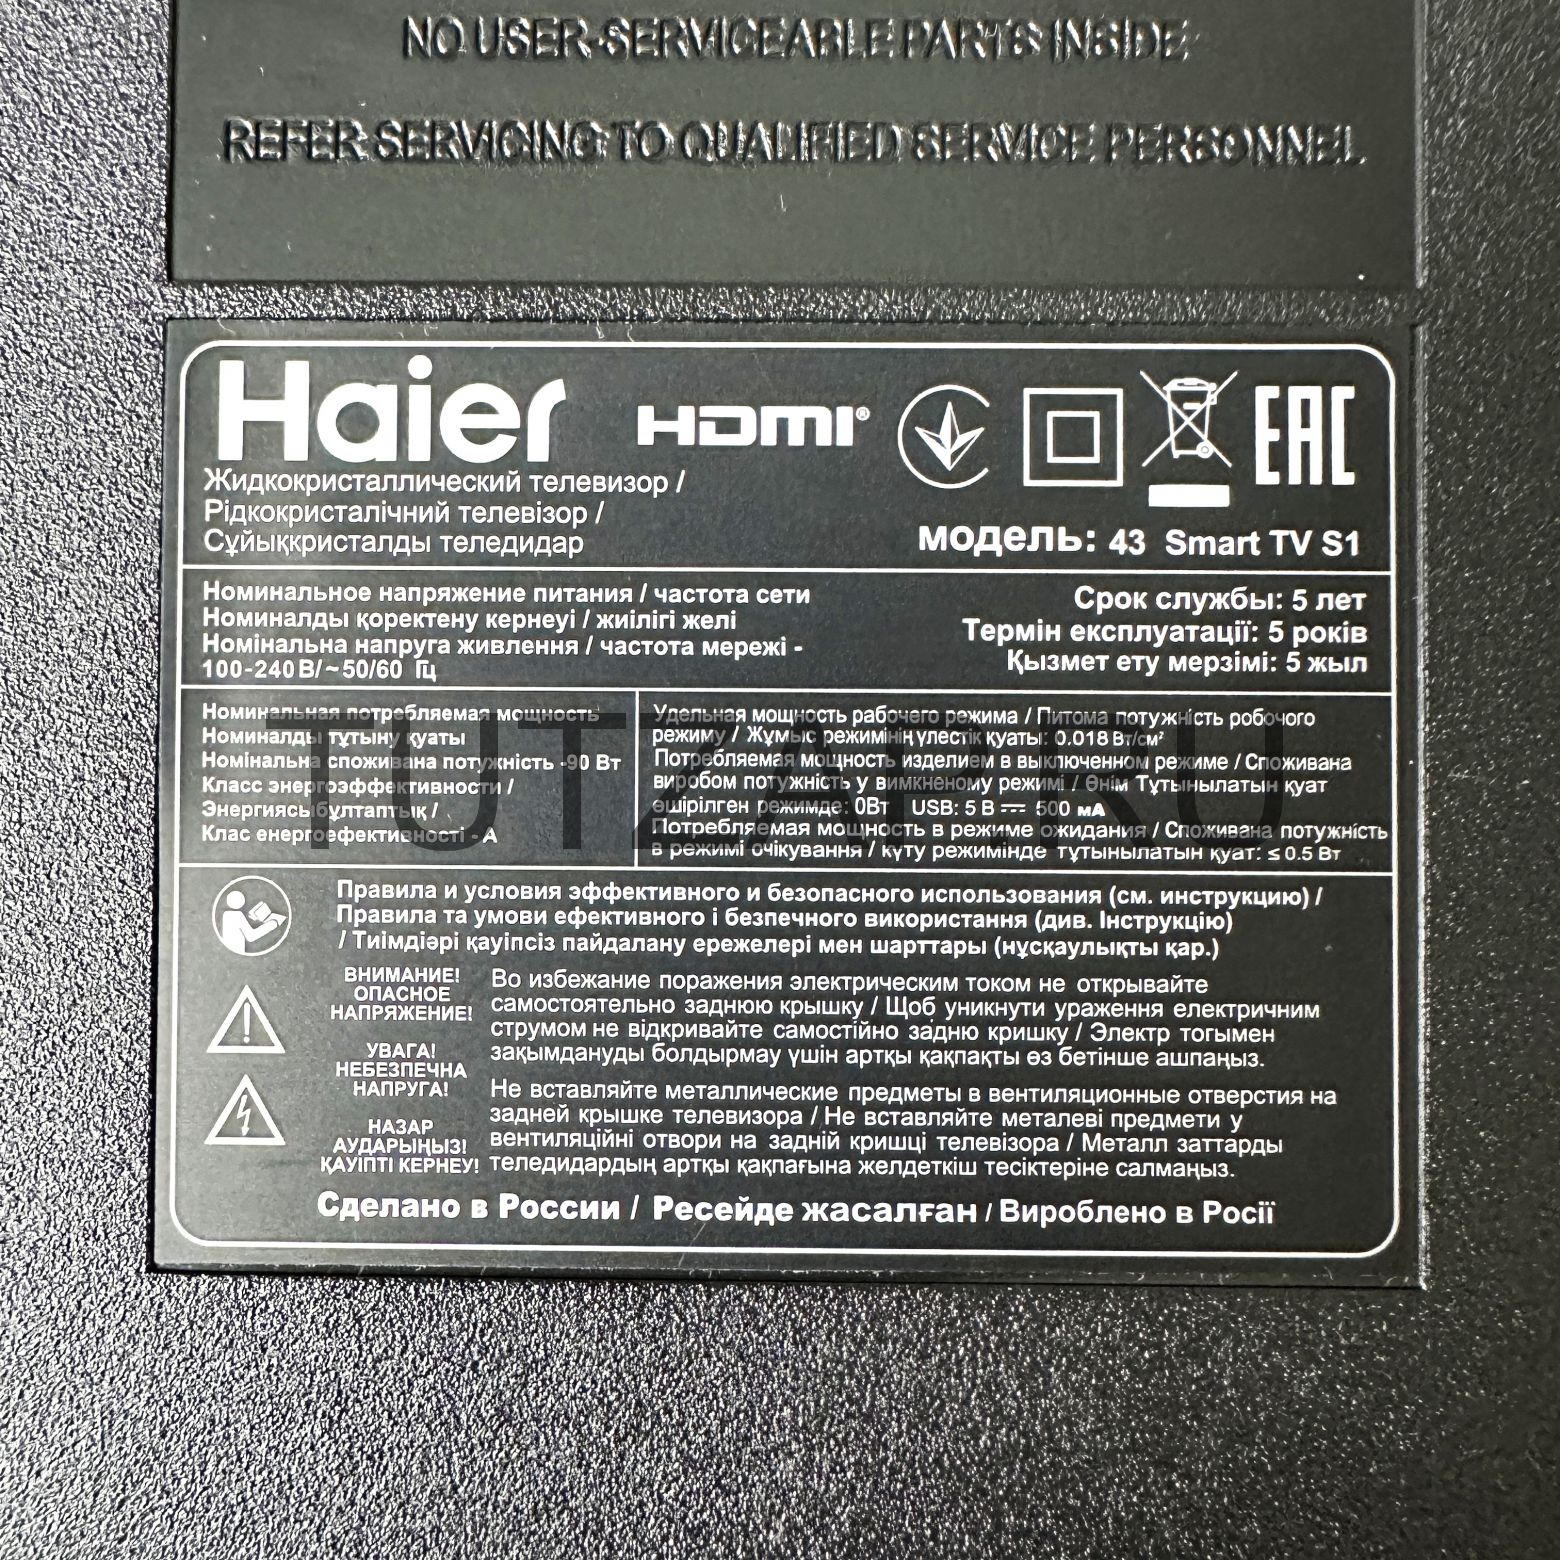 NO USER-SERVICEABLE PARTS INSIDE
REFER SERVICING TO QUALIFIED SERVICE PERSONNEL
Haier HDMI® EAC
Жидкокристаллический телевизор /
Рідкокристалічний телевізор /
Сұйыққристалды теледидар
модель: 43 Smart TV S1
Номинальное напряжение питания / частота сети
Номиналды қоректену кернеуі / жиілігі желі
Номінальна напруга живлення / частота мережі -
100-240 В/~50/60 Гц
Срок службы: 5 лет
Термін експлуатації: 5 років
Қызмет ету мерзімі: 5 жыл
Номинальная потребляемая мощность
Номиналды тұтыну қуаты
Номінальна споживана потужність -90 Вт
Класс энергоэффективности /
Энергиясыбұлтаптық /
Клас енергоефективності - А
Удельная мощность рабочего режима / Питома потужність робочого
режиму / Жұмыс режимінің үлестік қуаты: 0.018 Вт/см²
Потребляемая мощность изделием в выключенном режиме / Споживана
виробом потужність у вимкненому режимі / Өнім Тұтынылатын қуат
өшірілген режимде: 0Вт USB: 5 В ⎓ 500 мА
Потребляемая мощность в режиме ожидания / Споживана потужність
в режимі очікування / күту режимінде тұтынылатын қуат: ≤ 0.5 Вт
TUTZAP.RU
Правила и условия эффективного и безопасного использования (см. инструкцию) /
Правила та умови ефективного і безпечного використання (див. Інструкцію)
/ Тиімдіәрі қауіпсіз пайдалану ережелері мен шарттары (нұсқаулықты қар.)
ВНИМАНИЕ!
ОПАСНОЕ
НАПРЯЖЕНИЕ!
УВАГА!
НЕБЕЗПЕЧНА
НАПРУГА!
НАЗАР
АУДАРЫҢЫЗ!
ҚАУІПТІ КЕРНЕУ!
Во избежание поражения электрическим током не открывайте
самостоятельно заднюю крышку / Щоб уникнути ураження електричним
струмом не відкривайте самостійно задню кришку / Электр тогымен
зақымдануды болдырмау үшін артқы қақпақты өз бетінше ашпаңыз.
Не вставляйте металлические предметы в вентиляционные отверстия на
задней крышке телевизора / Не вставляйте металеві предмети у
вентиляційні отвори на задній кришці телевізора / Металл заттарды
теледидардың артқы қақпағына желдеткіш тесіктеріне салмаңыз.
Сделано в России / Ресейде жасалған / Вироблено в Росії